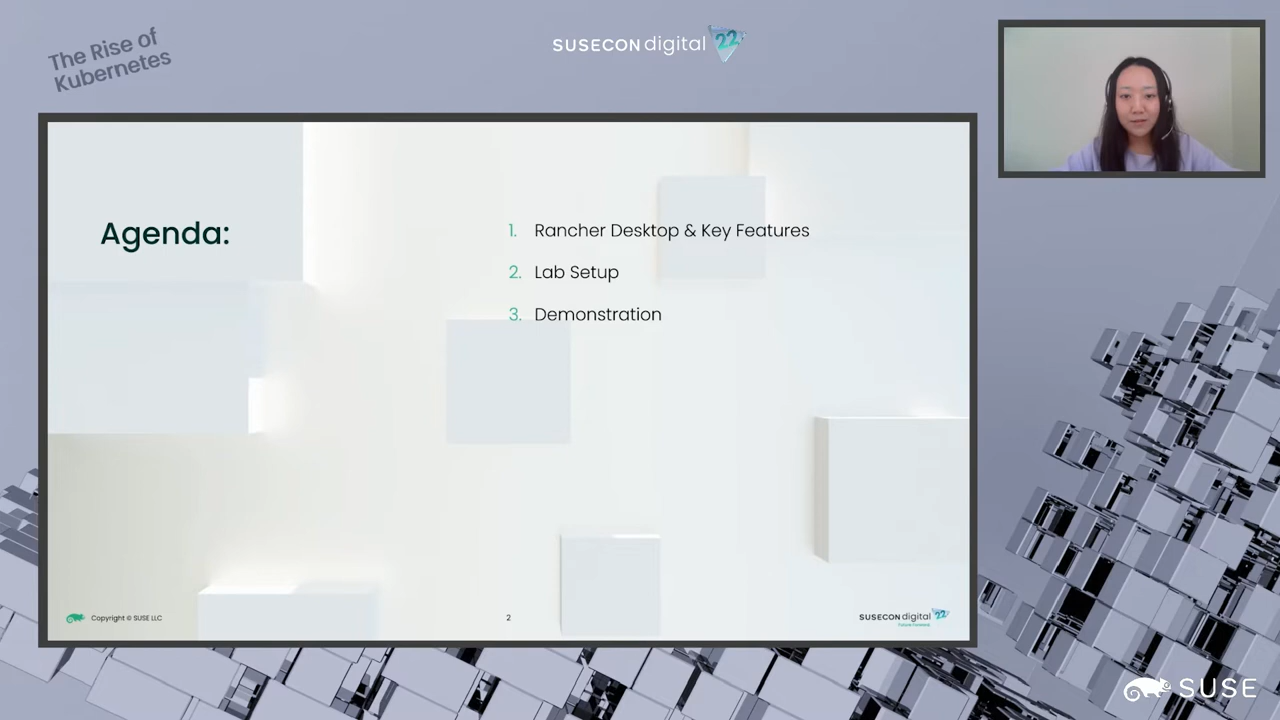 The Rise of
Kubernetes
SUSECON digital 22
Agenda:
1. Rancher Desktop & Key Features
2. Lab Setup
3. Demonstration
Copyright © SUSE LLC
2
SUSECON digital 22
SUSE